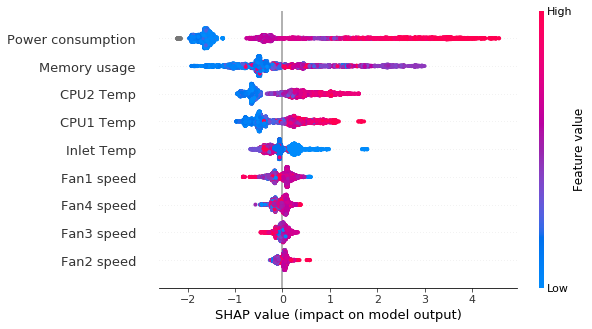 High
Power consumption
Memory usage
CPU2 Temp
CPU1 Temp
Inlet Temp
Fan1 speed
Fan4 speed
Fan3 speed
Fan2 speed
Feature value
Low
−2 −1 0 1 2 3 4
SHAP value (impact on model output)